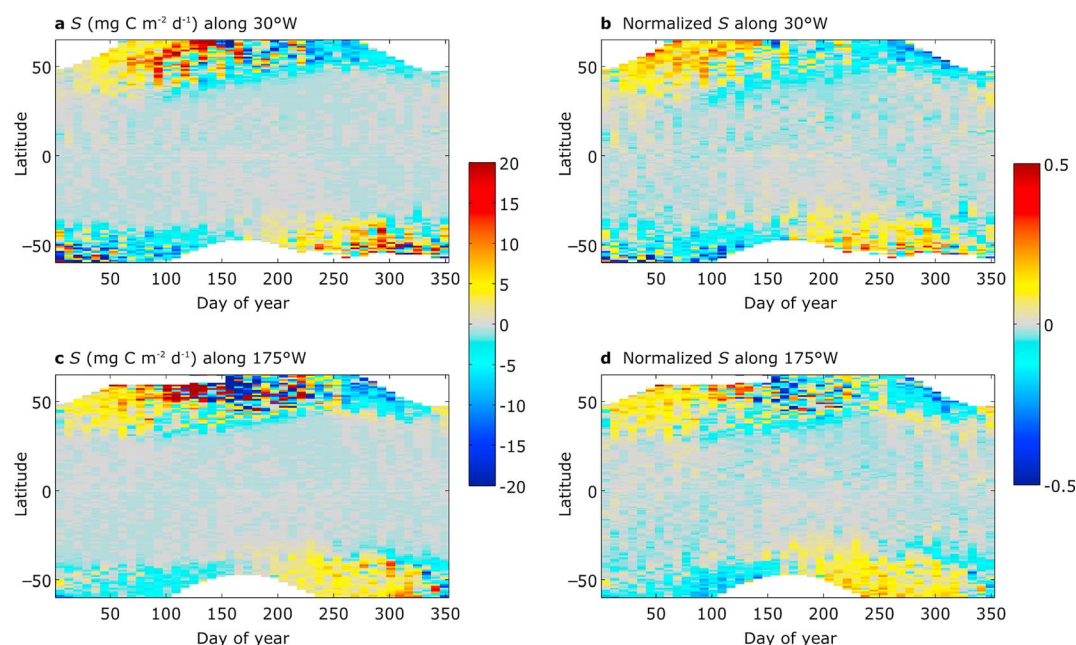 a S (mg C m⁻² d⁻¹) along 30°W
b Normalized S along 30°W
Latitude
50
0
−50
50 100 150 200 250 300 350
Day of year
20
15
10
5
0
-5
-10
-15
-20
Latitude
50
0
−50
50 100 150 200 250 300 350
Day of year
0.5
0
-0.5
c S (mg C m⁻² d⁻¹) along 175°W
d Normalized S along 175°W
Latitude
50
0
−50
50 100 150 200 250 300 350
Day of year
Latitude
50
0
−50
50 100 150 200 250 300 350
Day of year